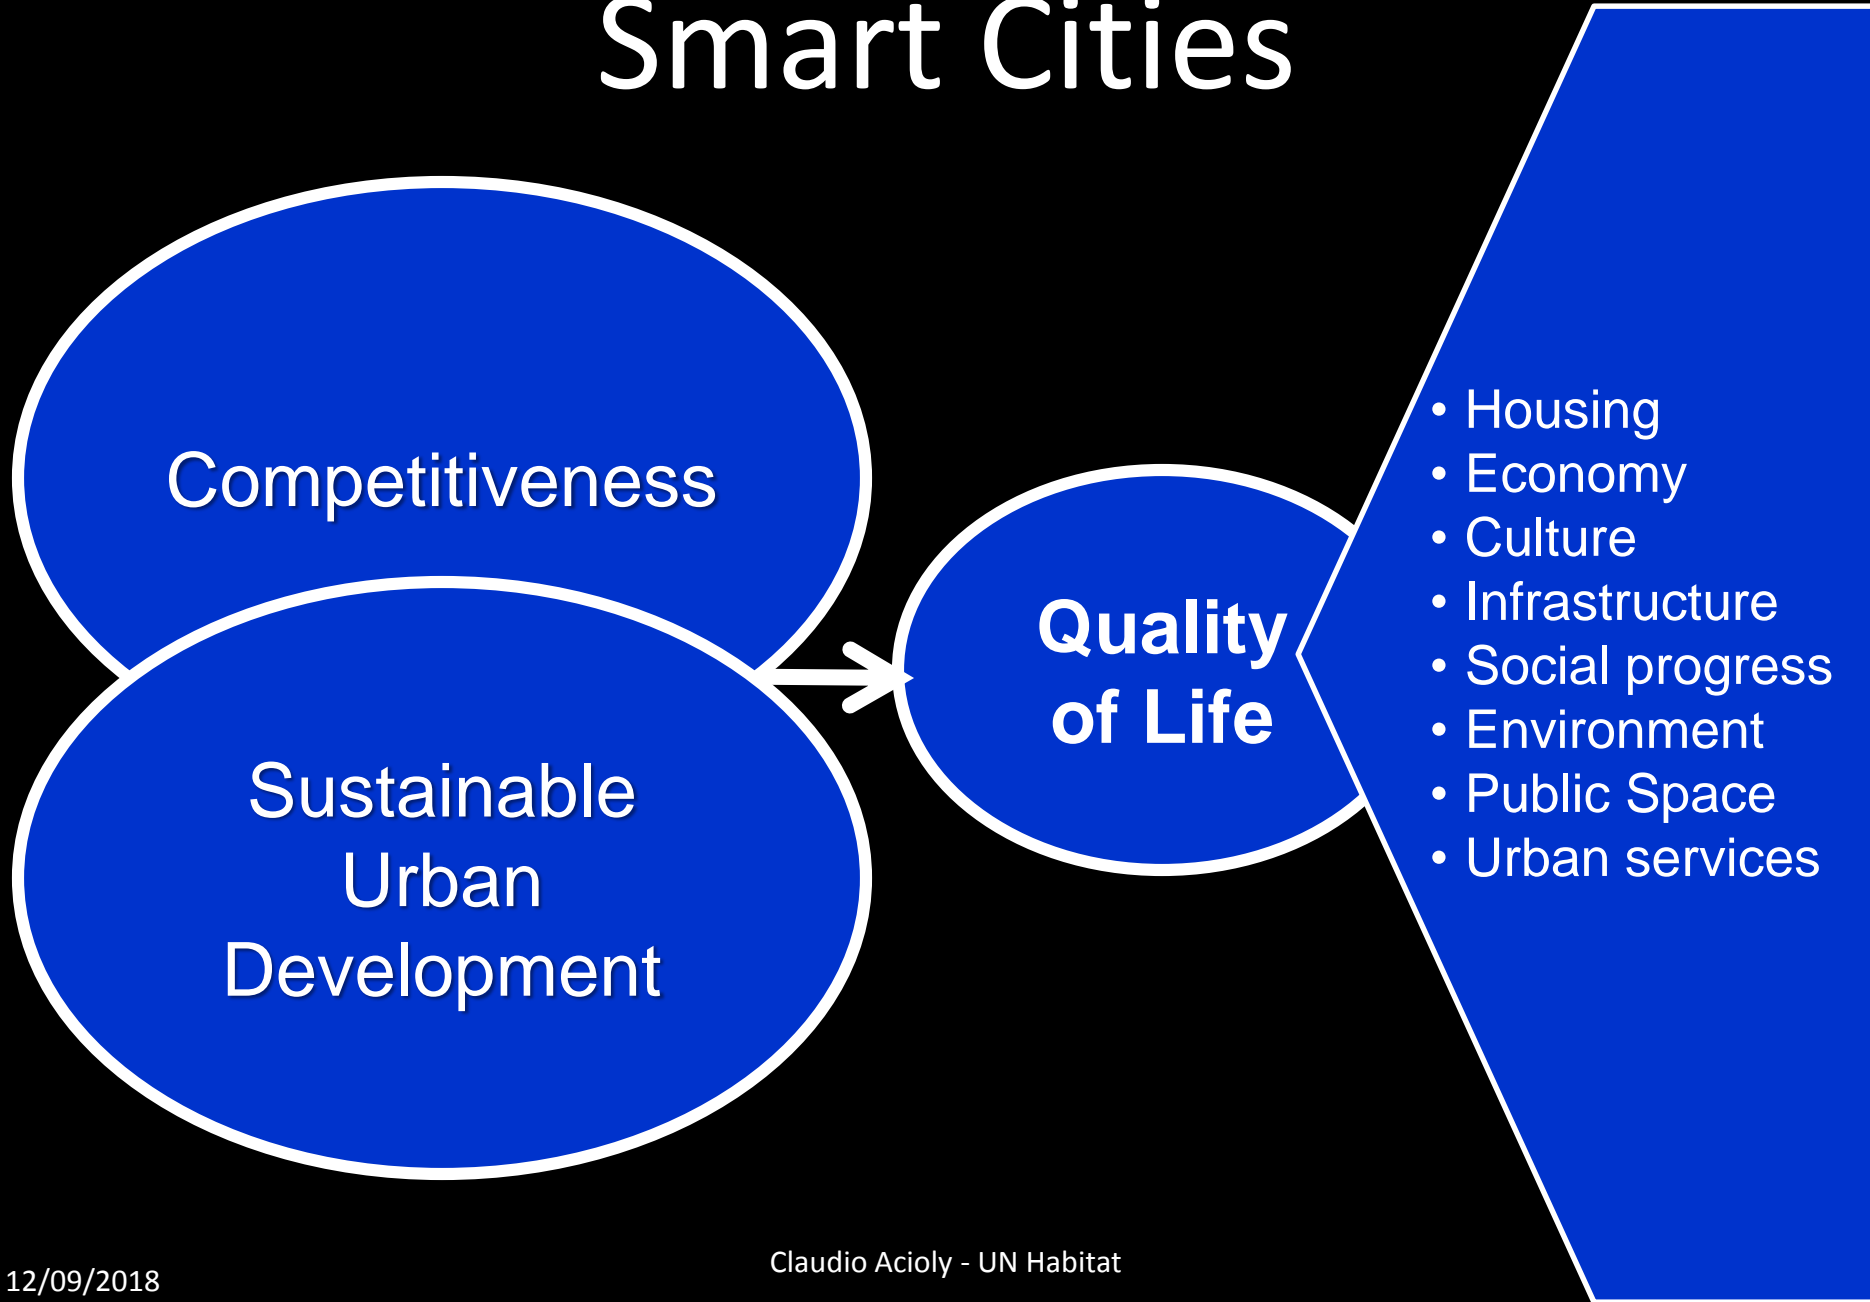 Smart Cities
Competitiveness
Sustainable
Urban
Development
Quality
of Life
• Housing
• Economy
• Culture
• Infrastructure
• Social progress
• Environment
• Public Space
• Urban services
Claudio Acioly - UN Habitat
12/09/2018